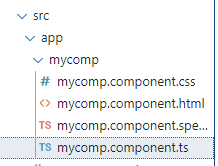 src
app
mycomp
# mycomp.component.css
<> mycomp.component.html
TS mycomp.component.spe...
TS mycomp.component.ts